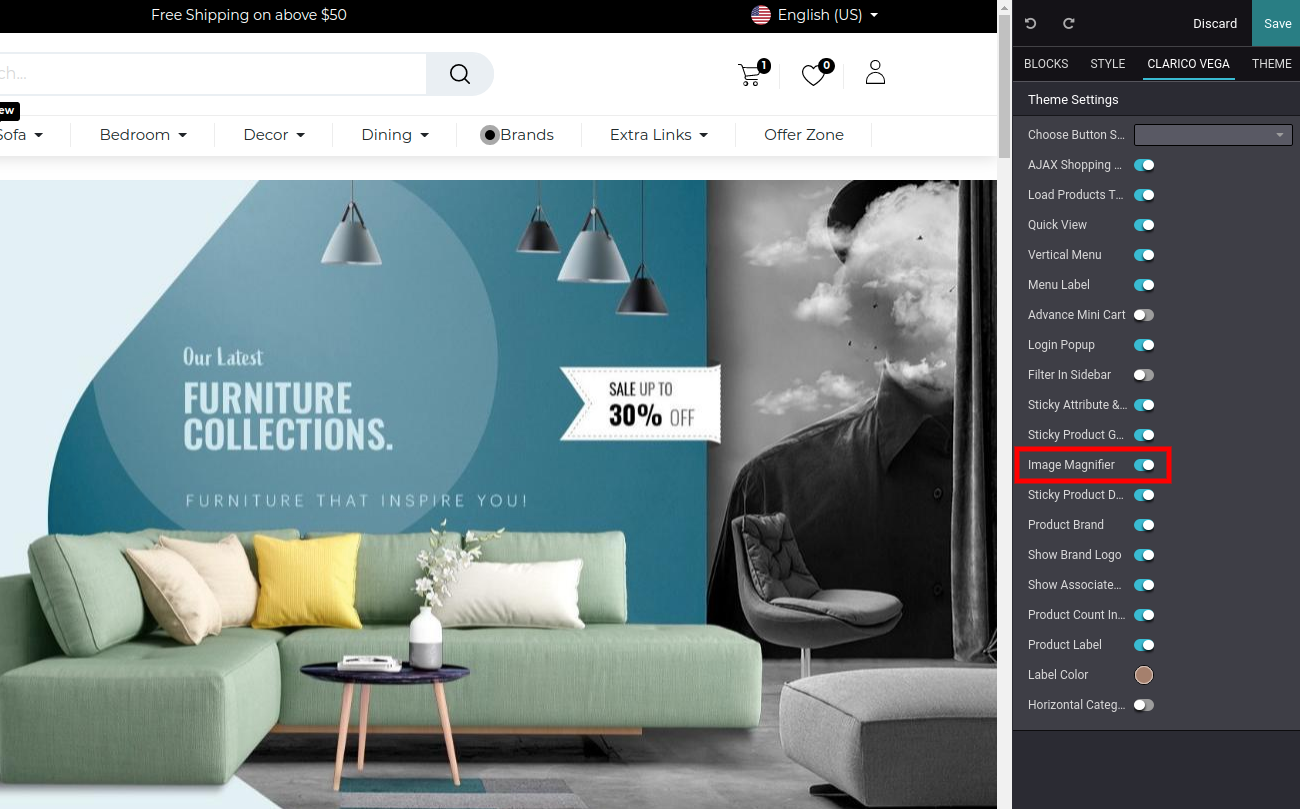 Free Shipping on above $50
English (US)
Discard
Save
ch...
1
0
BLOCKS
STYLE
CLARICO VEGA
THEME
Theme Settings
ew
Sofa
Bedroom
Decor
Dining
Brands
Extra Links
Offer Zone
Choose Button S...
AJAX Shopping ...
Load Products T...
Quick View
Vertical Menu
Menu Label
Advance Mini Cart
Login Popup
Filter In Sidebar
Sticky Attribute &...
Sticky Product G...
Image Magnifier
Sticky Product D...
Product Brand
Show Brand Logo
Show Associate...
Product Count In...
Product Label
Label Color
Horizontal Categ...
Our Latest
FURNITURE
COLLECTIONS.
FURNITURE THAT INSPIRE YOU!
SALE UP TO
30% OFF